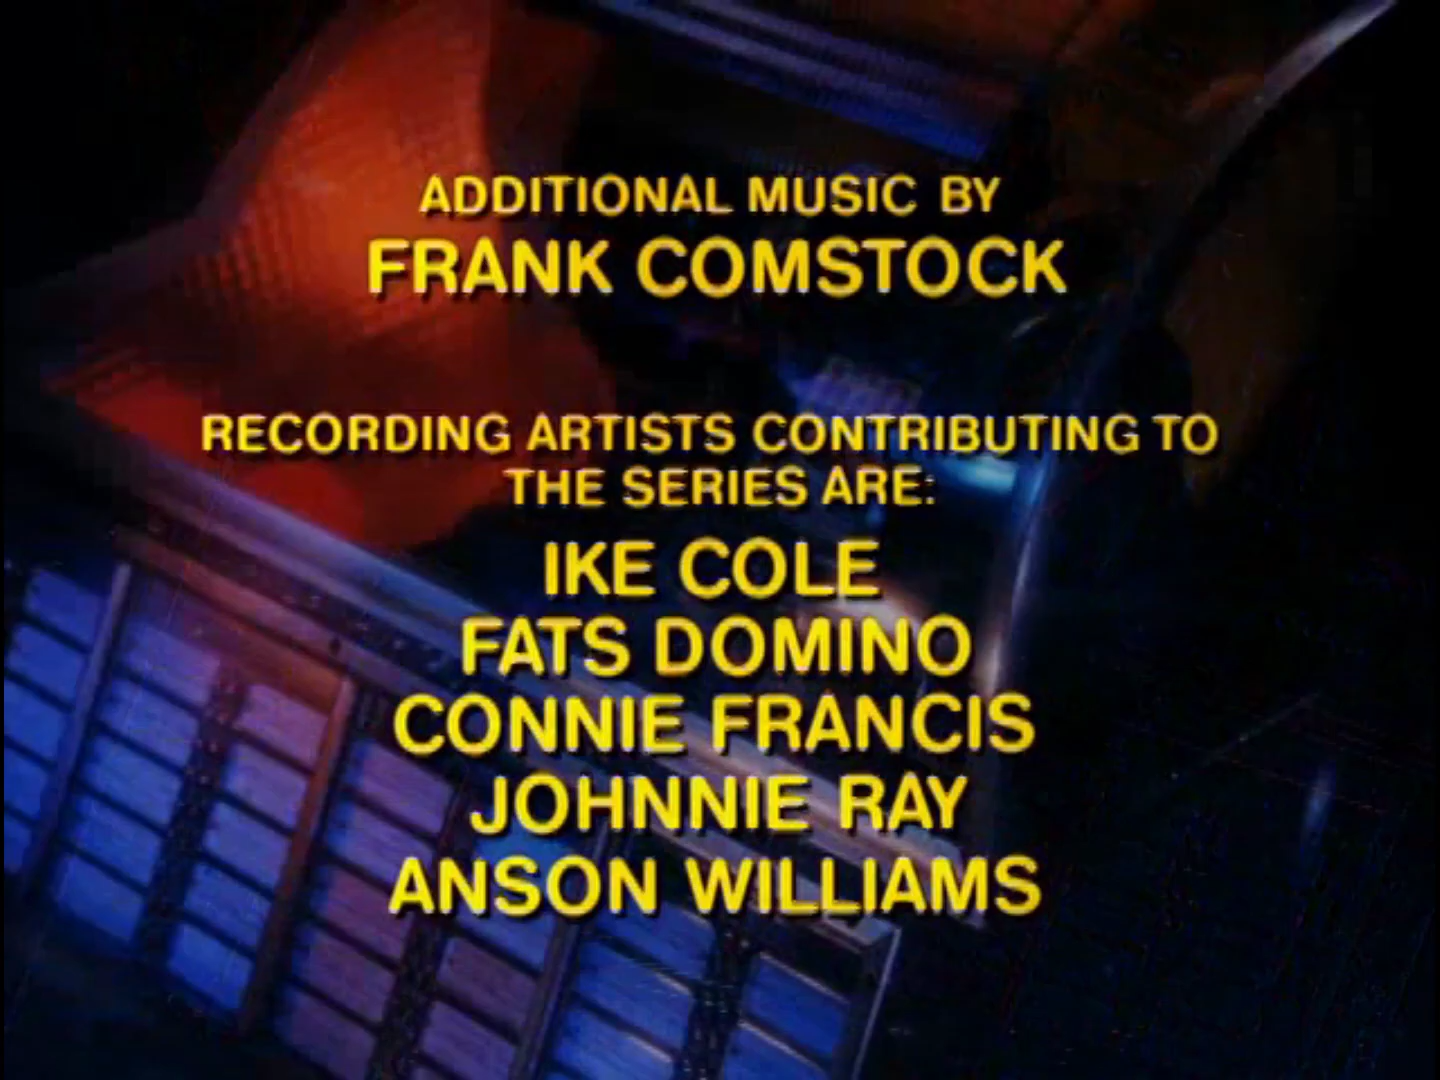 ADDITIONAL MUSIC BY
FRANK COMSTOCK
RECORDING ARTISTS CONTRIBUTING TO
THE SERIES ARE:
IKE COLE
FATS DOMINO
CONNIE FRANCIS
JOHNNIE RAY
ANSON WILLIAMS